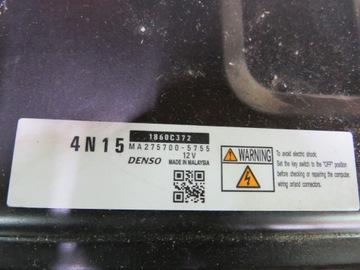 4N15
1860C372
MA275700-5755
12V
DENSO MADE IN MALAYSIA
WARNING
To avoid electric shock;
Set the key switch to the "OFF" position
before checking or repairing the computer,
wiring and connectors.